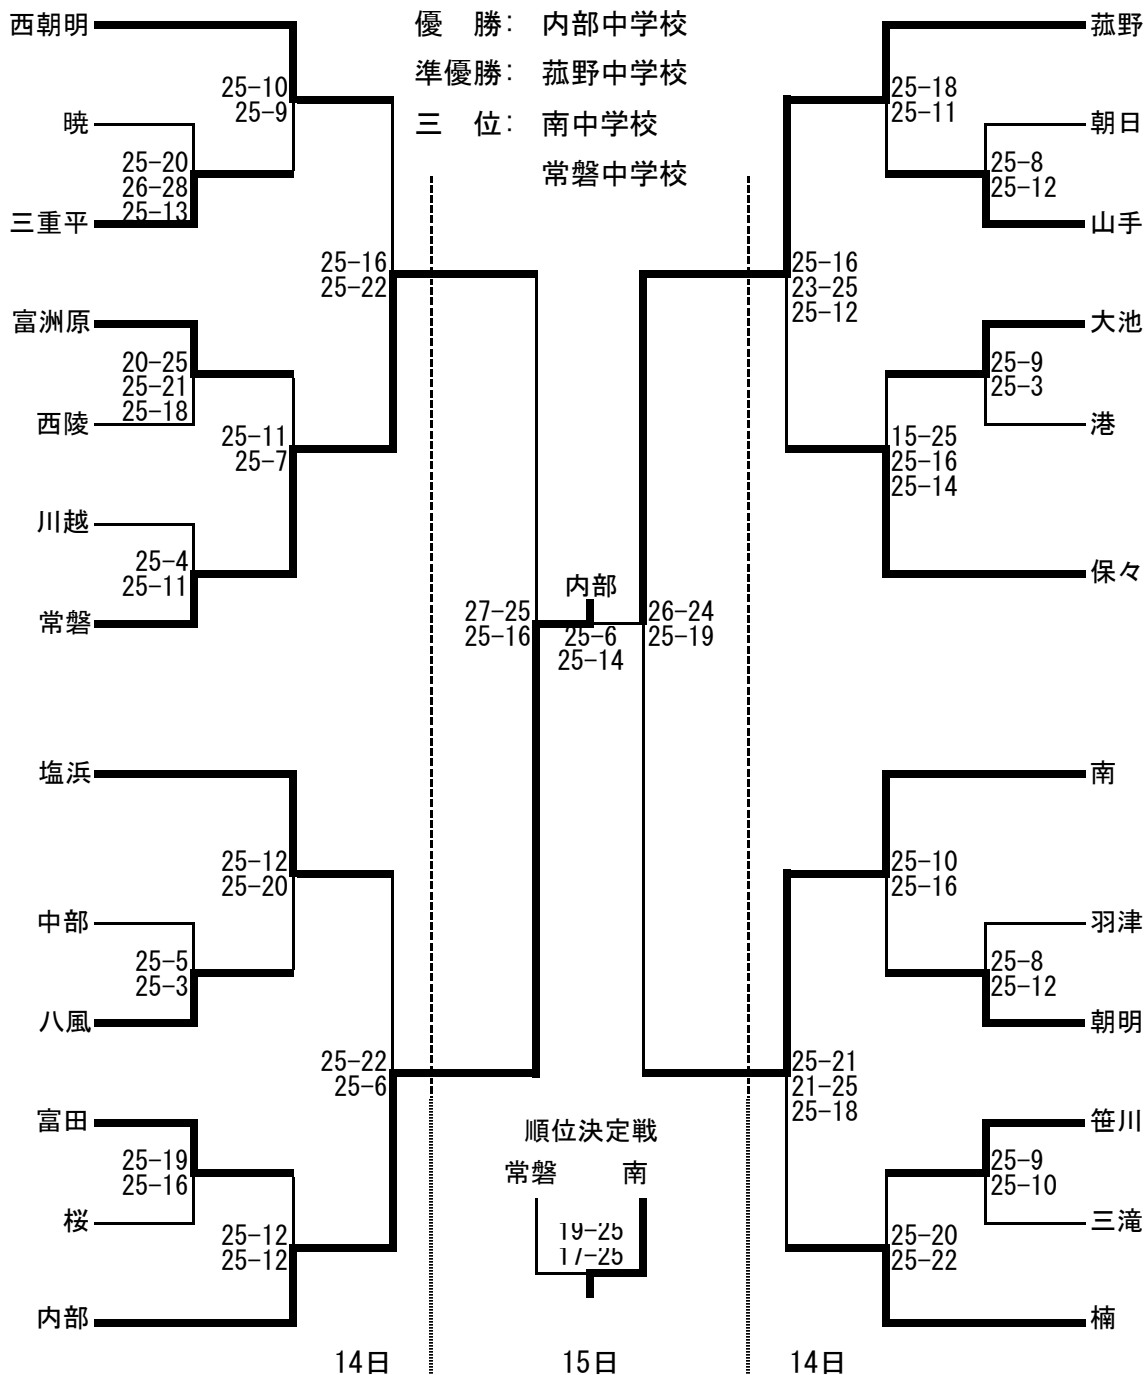 優 勝: 内部中学校
準優勝: 菰野中学校
三 位: 南中学校
常磐中学校
西朝明
25-10
25-9
暁
25-20
26-28
25-13
三重平
25-16
25-22
富洲原
20-25
25-21
25-18
西陵
25-11
25-7
川越
25-4
25-11
常磐
27-25
25-16
内部
25-6
25-14
26-24
25-19
塩浜
25-12
25-20
中部
25-5
25-3
八風
25-22
25-6
富田
25-19
25-16
桜
25-12
25-12
内部
菰野
25-18
25-11
朝日
25-8
25-12
山手
25-16
23-25
25-12
大池
25-9
25-3
港
15-25
25-16
25-14
保々
南
25-10
25-16
羽津
25-8
25-12
朝明
25-21
21-25
25-18
笹川
25-9
25-10
三滝
25-20
25-22
楠
順位決定戦
常磐 南
19-25
17-25
14日 15日 14日